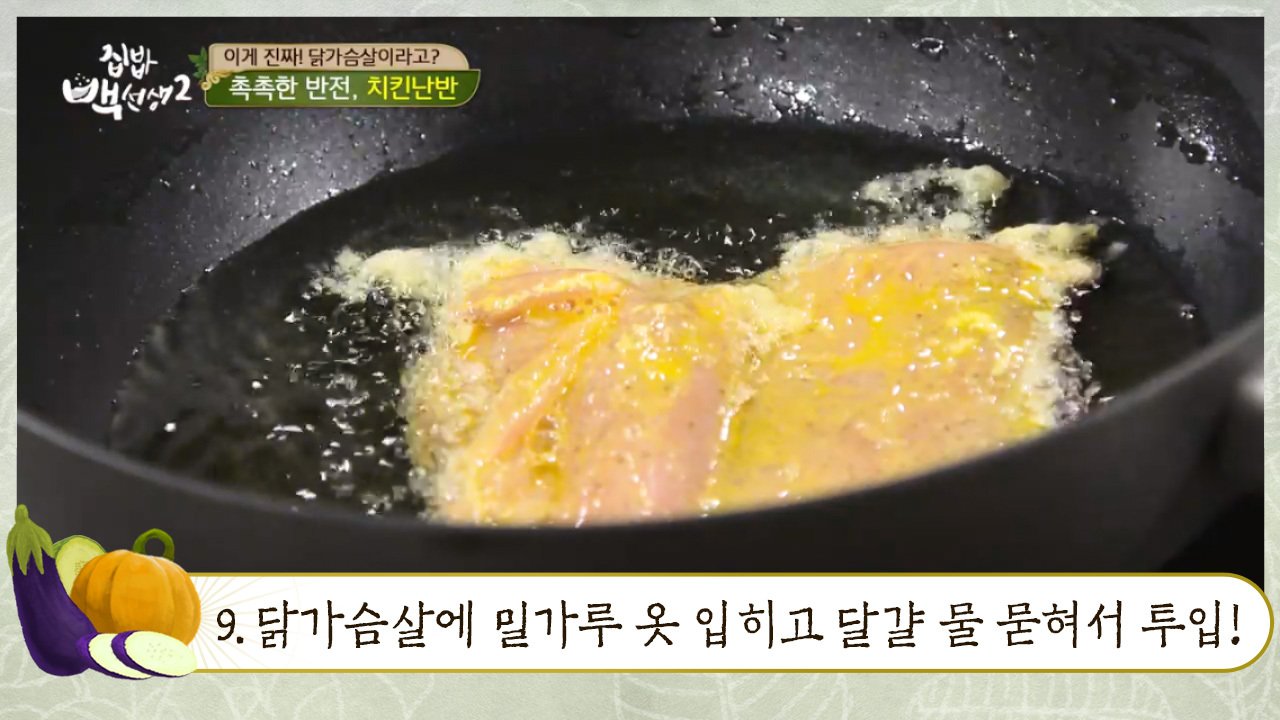 집밥
백선생2
이게 진짜! 닭가슴살이라고?
촉촉한 반전, 치킨난반
9. 닭가슴살에 밀가루 옷 입히고 달걀 물 묻혀서 투입!